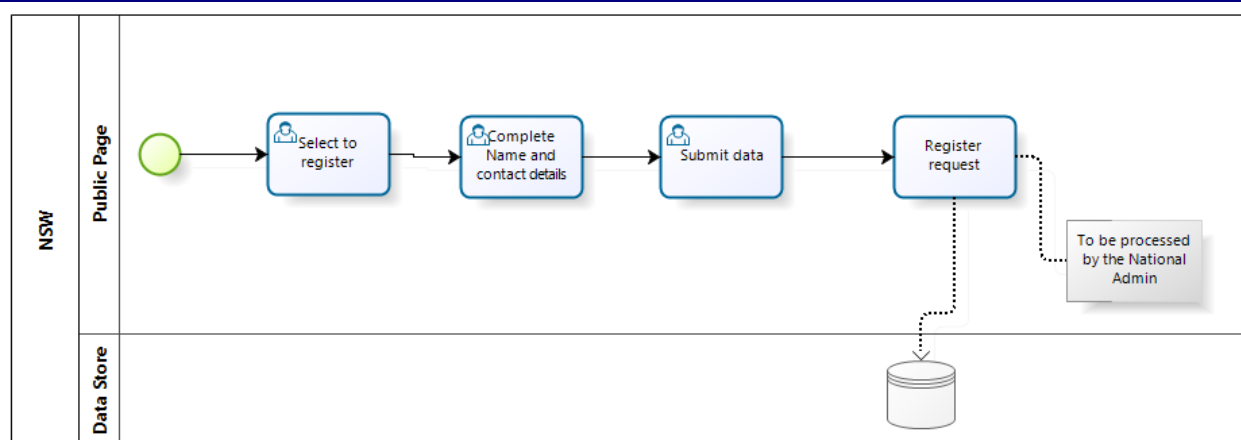 NSW
Public Page
Select to
register
Complete
Name and
contact details
Submit data
Register
request
To be processed
by the National
Admin
Data Store